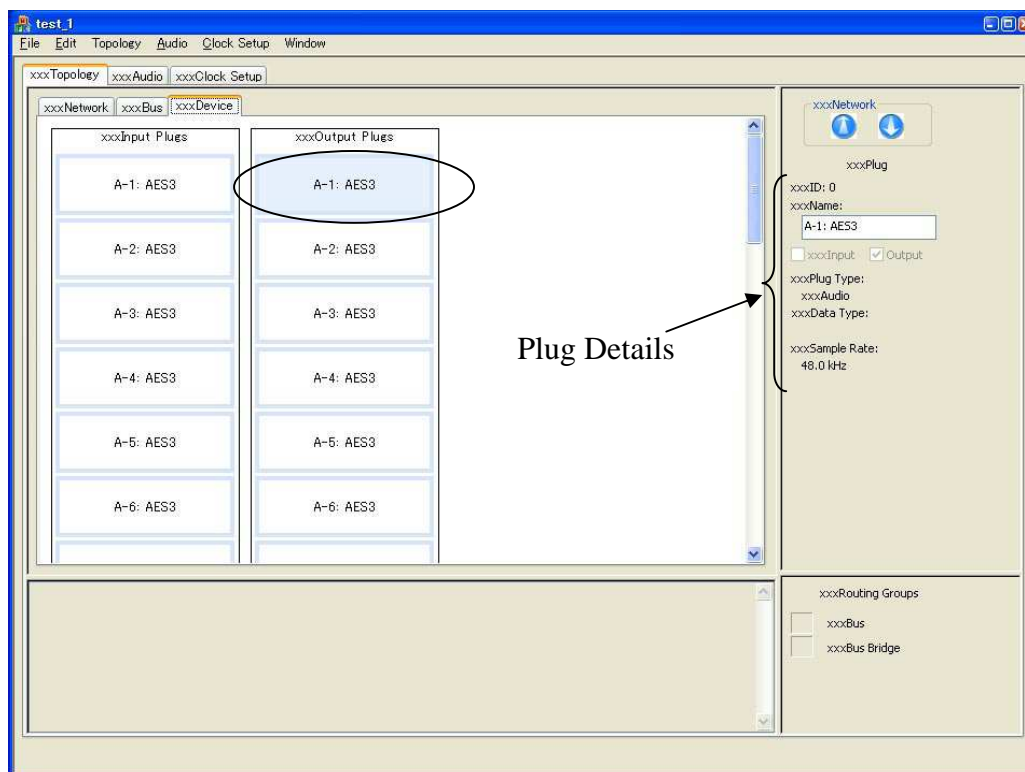 test_1
File Edit Topology Audio Clock Setup Window
xxxTopology xxxAudio xxxClock Setup
xxxNetwork xxxBus xxxDevice
xxxInput Plugs
A-1: AES3
A-2: AES3
A-3: AES3
A-4: AES3
A-5: AES3
A-6: AES3
xxxOutput Plugs
A-1: AES3
A-2: AES3
A-3: AES3
A-4: AES3
A-5: AES3
A-6: AES3
Plug Details
xxxNetwork
xxxPlug
xxxID: 0
xxxName:
A-1: AES3
xxxInput Output
xxxPlug Type:
xxxAudio
xxxData Type:
xxxSample Rate:
48.0 kHz
xxxRouting Groups
xxxBus
xxxBus Bridge